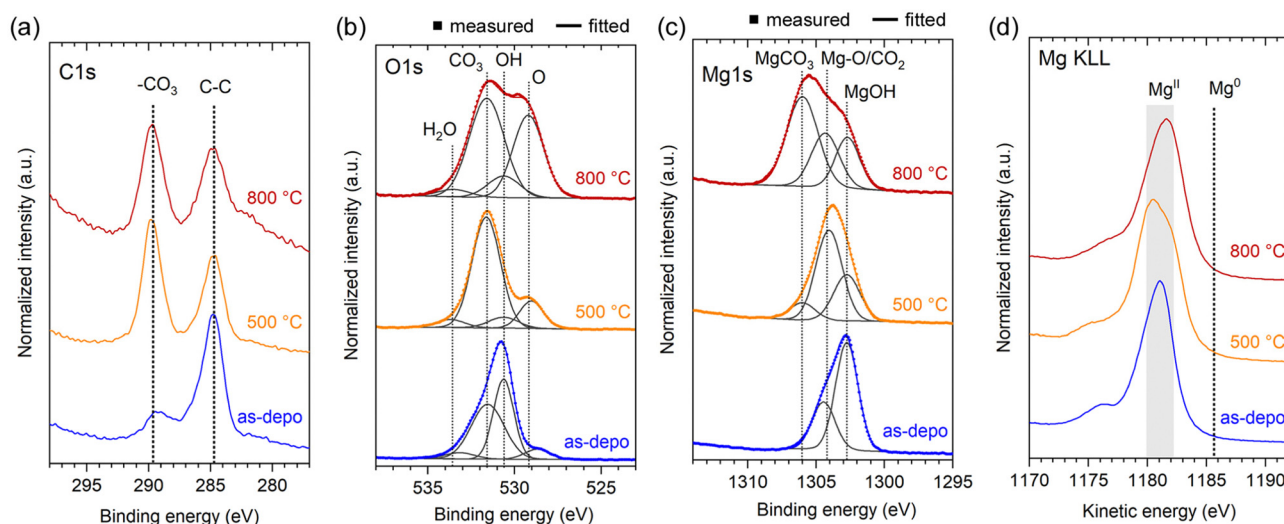 (a)
C1s
-CO₃
C-C
800 °C
500 °C
as-depo
Normalized intensity (a.u.)
295 290 285 280
Binding energy (eV)
(b)
■ measured — fitted
O1s
CO₃
OH
O
H₂O
800 °C
500 °C
as-depo
Normalized intensity (a.u.)
535 530 525
Binding energy (eV)
(c)
■ measured — fitted
MgCO₃
Mg-O/CO₂
Mg1s
MgOH
800 °C
500 °C
as-depo
Normalized intensity (a.u.)
1310 1305 1300 1295
Binding energy (eV)
(d)
Mg KLL
Mgᴵᴵ
Mg⁰
800 °C
500 °C
as-depo
Normalized intensity (a.u.)
1170 1175 1180 1185 1190
Kinetic energy (eV)